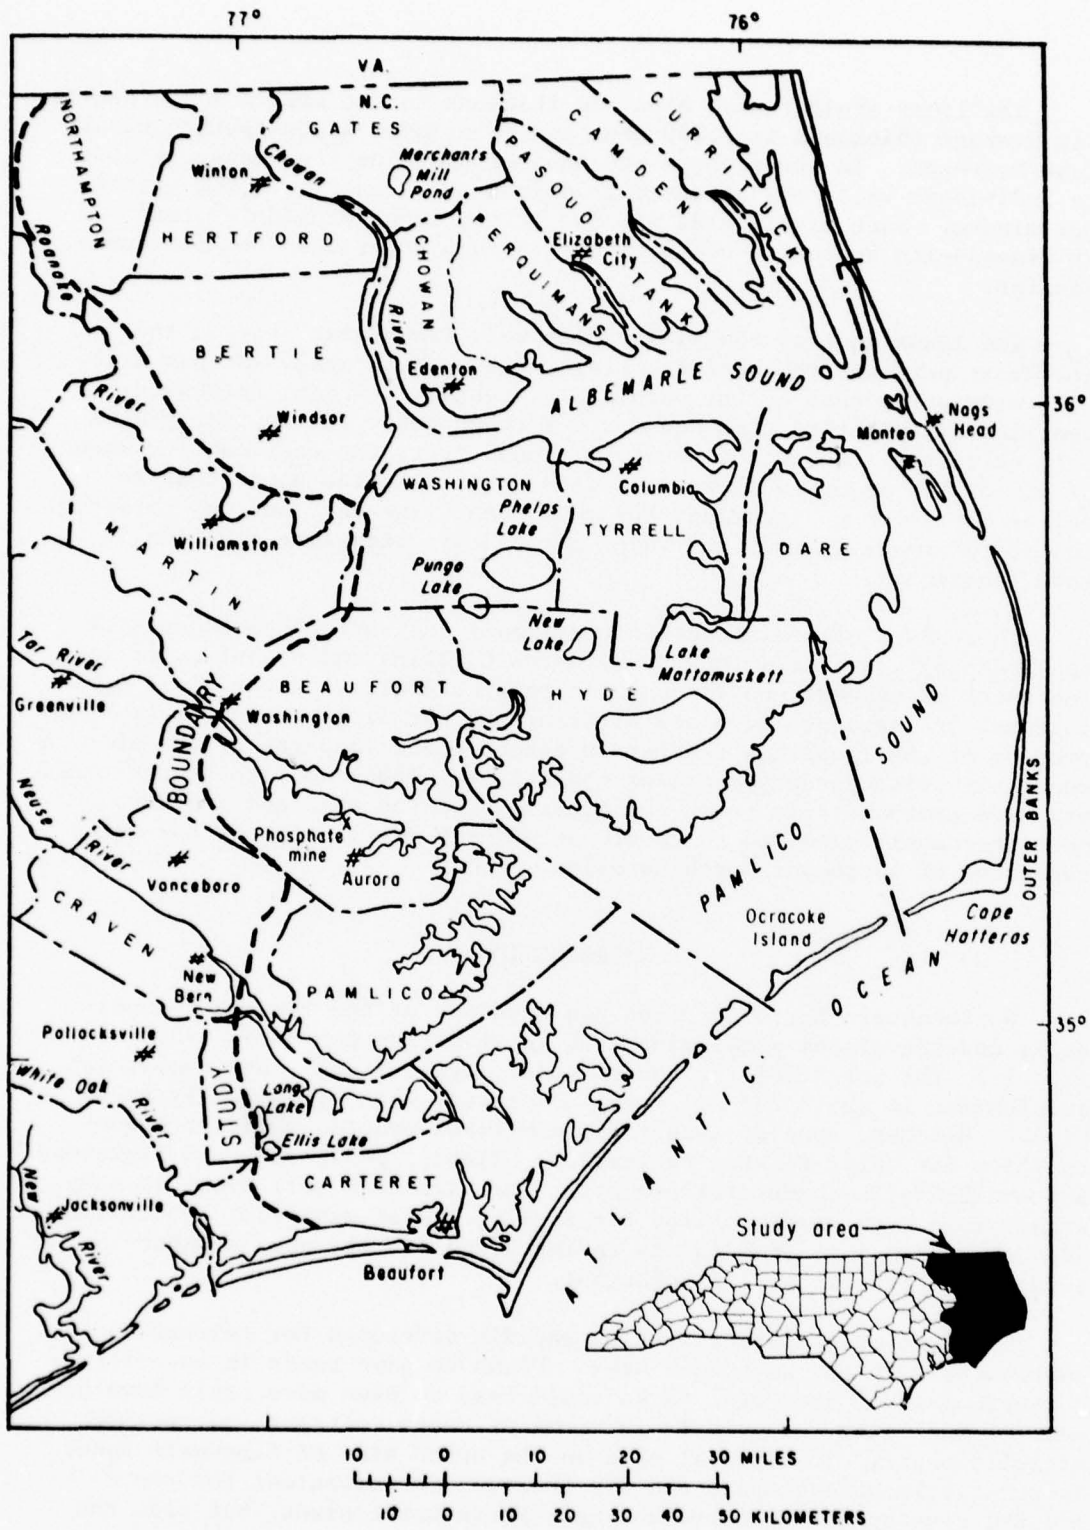 77°
76°
VA.
N.C.
NORTHAMPTON
GATES
CAMDEN
CURRITUCK
PASQUOTANK
Chowan
Merchants
Mill
Pond
Winton
HERTFORD
CHOWAN
PERQUIMANS
Elizabeth
City
Roanoke
River
BERTIE
Edenton
ALBEMARLE SOUND
River
Windsor
36°
Nags
Head
Manteo
WASHINGTON
Columbia
Phelps
Lake
TYRRELL
DARE
MARTIN
Williamston
Pungo
Lake
New
Lake
Lake
Mattamuskett
Tar River
Greenville
BEAUFORT
HYDE
Washington
BOUNDARY
SOUND
Neuse
River
Phosphate
mine
Aurora
Vanceboro
PAMLICO
OUTER BANKS
CRAVEN
Ocracoke
Island
Cape
Hatteras
New
Bern
PAMLICO
OCEAN
35°
Pollocksville
White Oak
River
STUDY
Long
Lake
Ellis Lake
ATLANTIC
CARTERET
New
River
Jacksonville
Beaufort
Study area
10 0 10 20 30 MILES
10 0 10 20 30 40 50 KILOMETERS